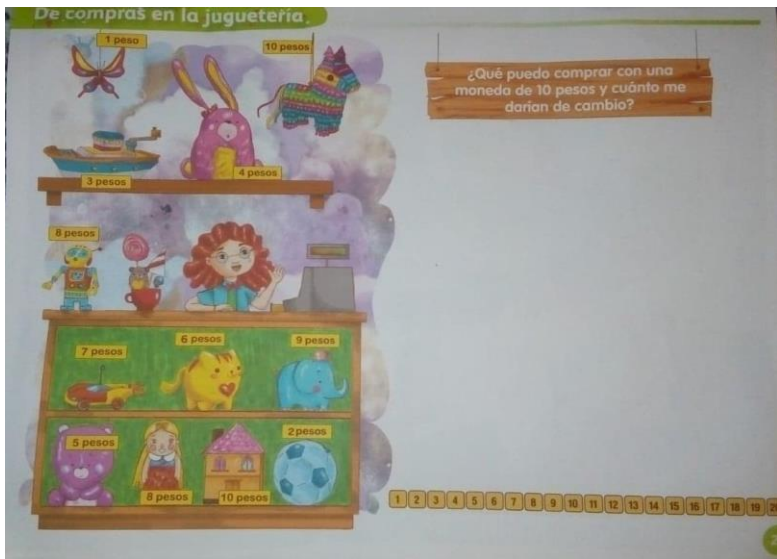 De compras en la juguetería.
1 peso
10 pesos
¿Qué puedo comprar con una
moneda de 10 pesos y cuánto me
darían de cambio?
4 pesos
3 pesos
8 pesos
6 pesos
9 pesos
7 pesos
2 pesos
5 pesos
8 pesos
10 pesos
1 2 3 4 5 6 7 8 9 10 11 12 13 14 15 16 17 18 19